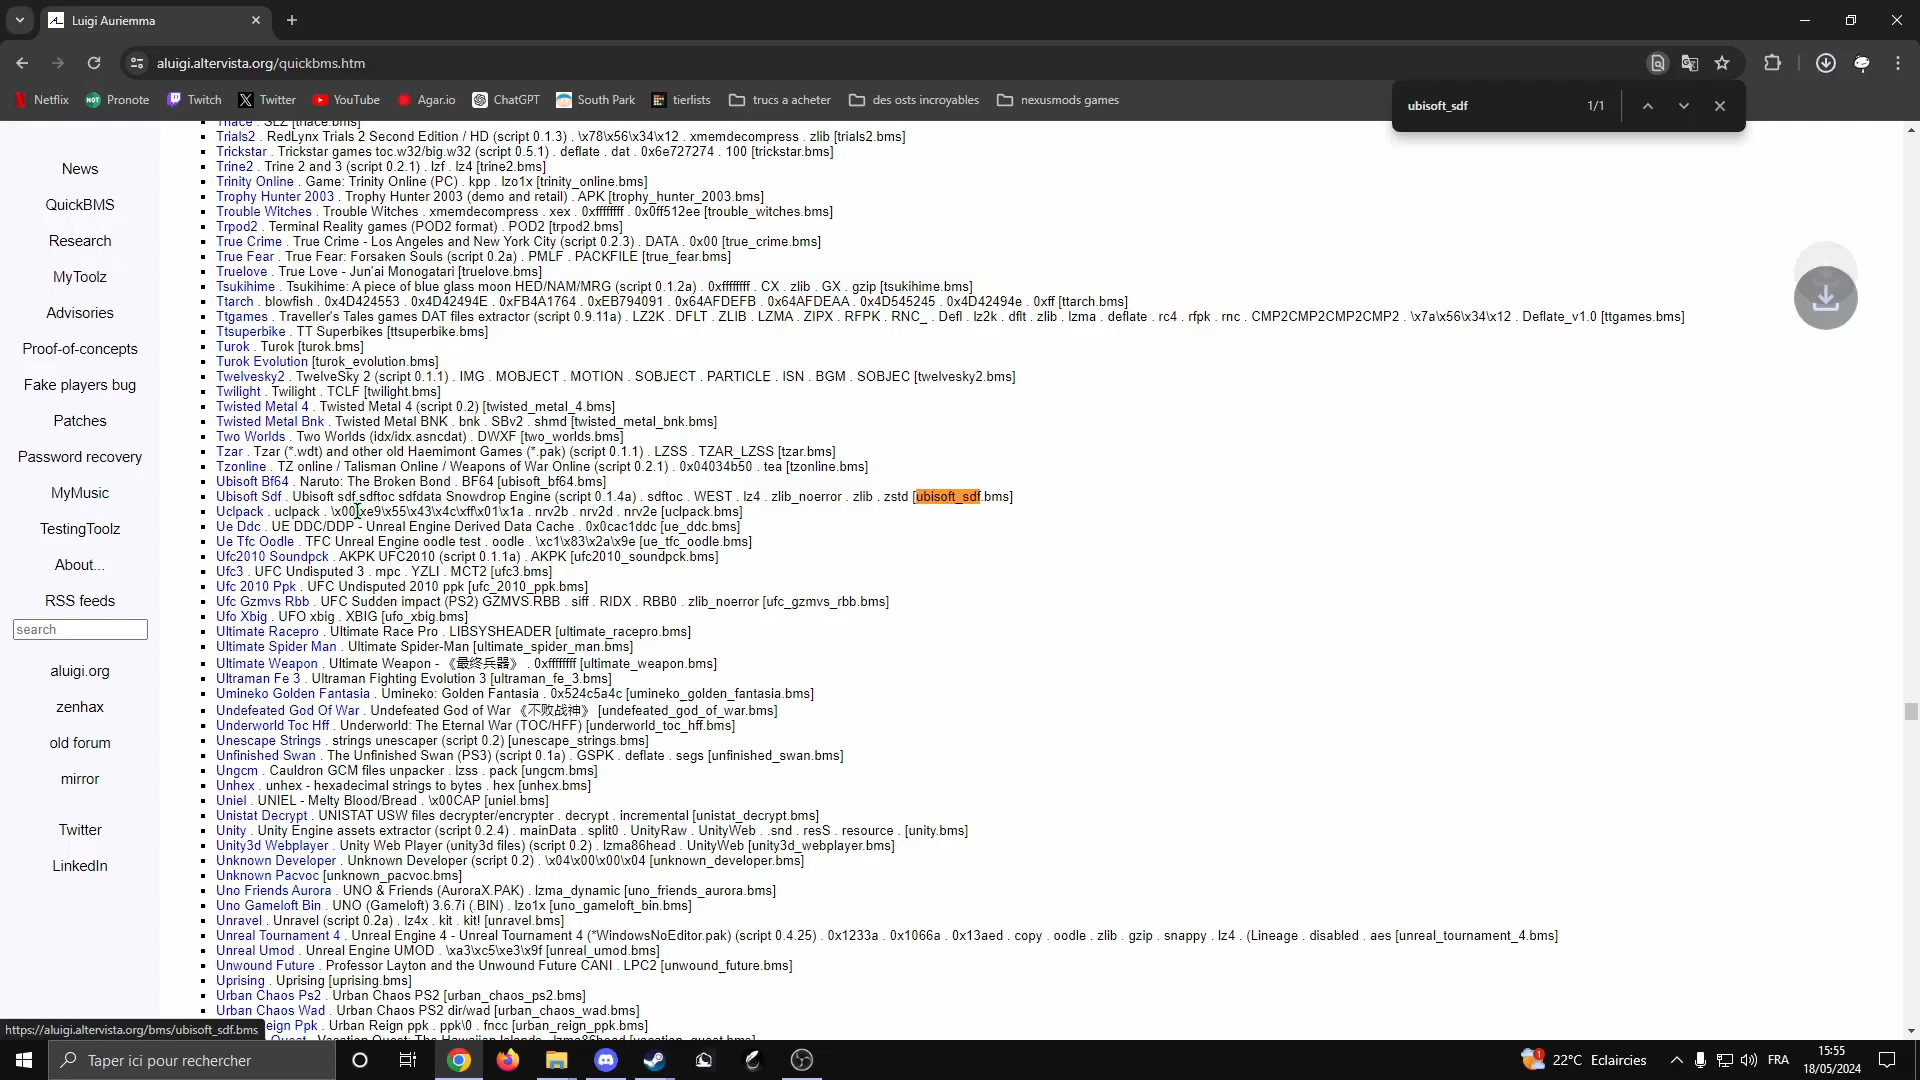 Luigi Auriemma
aluigi.altervista.org/quickbms.htm
Netflix
Pronote
Twitch
Twitter
YouTube
Agar.io
ChatGPT
South Park
tierlists
trucs a acheter
des osts incroyables
nexusmods games
ubisoft_sdf
1/1
News
QuickBMS
Research
MyToolz
Advisories
Proof-of-concepts
Fake players bug
Patches
Password recovery
MyMusic
TestingToolz
About...
RSS feeds
search
aluigi.org
zenhax
old forum
mirror
Twitter
LinkedIn
Trials2 . RedLynx Trials 2 Second Edition / HD (script 0.1.3) . \x78\x56\x34\x12 . xmemdecompress . zlib [trials2.bms]
Trickstar . Trickstar games toc.w32/big.w32 (script 0.5.1) . deflate . dat . 0x6e727274 . 100 [trickstar.bms]
Trine2 . Trine 2 and 3 (script 0.2.1) . lzf . lz4 [trine2.bms]
Trinity Online . Game: Trinity Online (PC) . kpp . lzo1x [trinity_online.bms]
Trophy Hunter 2003 . Trophy Hunter 2003 (demo and retail) . APK [trophy_hunter_2003.bms]
Trouble Witches . Trouble Witches . xmemdecompress . xex . 0xffffffff . 0x0ff512ee [trouble_witches.bms]
Trpod2 . Terminal Reality games (POD2 format) . POD2 [trpod2.bms]
True Crime . True Crime - Los Angeles and New York City (script 0.2.3) . DATA . 0x00 [true_crime.bms]
True Fear . True Fear: Forsaken Souls (script 0.2a) . PMLF . PACKFILE [true_fear.bms]
Truelove . True Love - Jun'ai Monogatari [truelove.bms]
Tsukihime . Tsukihime: A piece of blue glass moon HED/NAM/MRG (script 0.1.2a) . 0xffffffff . CX . zlib . GX . gzip [tsukihime.bms]
Ttarch . blowfish . 0x4D424553 . 0x4D42494E . 0xFB4A1764 . 0xEB794091 . 0x64AFDEFB . 0x64AFDEAA . 0x4D545245 . 0x4D42494e . 0xff [ttarch.bms]
Ttgames . Traveller's Tales games DAT files extractor (script 0.9.11a) . LZ2K . DFLT . ZLIB . LZMA . ZIPX . RFPK . RNC_ . Defl . lz2k . dflt . zlib . lzma . deflate . rc4 . rfpk . rnc . CMP2CMP2CMP2CMP2 . \x7a\x56\x34\x12 . Deflate_v1.0 [ttgames.bms]
Ttsuperbike . TT Superbikes [ttsuperbike.bms]
Turok . Turok [turok.bms]
Turok Evolution [turok_evolution.bms]
Twelvesky2 . TwelveSky 2 (script 0.1.1) . IMG . MOBJECT . MOTION . SOBJECT . PARTICLE . ISN . BGM . SOBJEC [twelvesky2.bms]
Twilight . Twilight . TCLF [twilight.bms]
Twisted Metal 4 . Twisted Metal 4 (script 0.2) [twisted_metal_4.bms]
Twisted Metal Bnk . Twisted Metal BNK . bnk . SBv2 . shmd [twisted_metal_bnk.bms]
Two Worlds . Two Worlds (idx/idx.asncdat) . DWXF [two_worlds.bms]
Tzar . Tzar (*.wdt) and other old Haemimont Games (*.pak) (script 0.1.1) . LZSS . TZAR_LZSS [tzar.bms]
Tzonline . TZ online / Talisman Online / Weapons of War Online (script 0.2.1) . 0x04034b50 . tea [tzonline.bms]
Ubisoft Bf64 . Naruto: The Broken Bond . BF64 [ubisoft_bf64.bms]
Ubisoft Sdf . Ubisoft sdf.sdftoc sdfdata Snowdrop Engine (script 0.1.4a) . sdftoc . WEST . lz4 . zlib_noerror . zlib . zstd [ubisoft_sdf.bms]
Uclpack . uclpack . \x00\xe9\x55\x43\x4c\xff\x01\x1a . nrv2b . nrv2d . nrv2e [uclpack.bms]
Ue Ddc . UE DDC/DDP - Unreal Engine Derived Data Cache . 0x0cac1ddc [ue_ddc.bms]
Ue Tfc Oodle . TFC Unreal Engine oodle test . oodle . \xc1\x83\x2a\x9e [ue_tfc_oodle.bms]
Ufc2010 Soundpck . AKPK UFC2010 (script 0.1.1a) . AKPK [ufc2010_soundpck.bms]
Ufc3 . UFC Undisputed 3 . mpc . YZLI . MCT2 [ufc3.bms]
Ufc 2010 Ppk . UFC Undisputed 2010 ppk [ufc_2010_ppk.bms]
Ufc Gzmvs Rbb . UFC Sudden impact (PS2) GZMVS.RBB . siff . RIDX . RBB0 . zlib_noerror [ufc_gzmvs_rbb.bms]
Ufo Xbig . UFO xbig . XBIG [ufo_xbig.bms]
Ultimate Racepro . Ultimate Race Pro . LIBSYSHEADER [ultimate_racepro.bms]
Ultimate Spider Man . Ultimate Spider-Man [ultimate_spider_man.bms]
Ultimate Weapon . Ultimate Weapon - 《最终兵器》 . 0xffffffff [ultimate_weapon.bms]
Ultraman Fe 3 . Ultraman Fighting Evolution 3 [ultraman_fe_3.bms]
Umineko Golden Fantasia . Umineko: Golden Fantasia . 0x524c5a4c [umineko_golden_fantasia.bms]
Undefeated God Of War . Undefeated God of War 《不败战神》 [undefeated_god_of_war.bms]
Underworld Toc Hff . Underworld: The Eternal War (TOC/HFF) [underworld_toc_hff.bms]
Unescape Strings . strings unescaper (script 0.2) [unescape_strings.bms]
Unfinished Swan . The Unfinished Swan (PS3) (script 0.1a) . GSPK . deflate . segs [unfinished_swan.bms]
Ungcm . Cauldron GCM files unpacker . lzss . pack [ungcm.bms]
Unhex . unhex - hexadecimal strings to bytes . hex [unhex.bms]
Uniel . UNIEL - Melty Blood/Bread . \x00CAP [uniel.bms]
Unistat Decrypt . UNISTAT USW files decrypter/encrypter . decrypt . incremental [unistat_decrypt.bms]
Unity . Unity Engine assets extractor (script 0.2.4) . mainData . split0 . UnityRaw . UnityWeb . .snd . resS . resource . [unity.bms]
Unity3d Webplayer . Unity Web Player (unity3d files) (script 0.2) . lzma86head . UnityWeb [unity3d_webplayer.bms]
Unknown Developer . Unknown Developer (script 0.2) . \x04\x00\x00\x04 [unknown_developer.bms]
Unknown Pacvoc [unknown_pacvoc.bms]
Uno Friends Aurora . UNO & Friends (AuroraX.PAK) . lzma_dynamic [uno_friends_aurora.bms]
Uno Gameloft Bin . UNO (Gameloft) 3.6.7i (.BIN) . lzo1x [uno_gameloft_bin.bms]
Unravel . Unravel (script 0.2a) . lz4x . kit . kit! [unravel.bms]
Unreal Tournament 4 . Unreal Engine 4 - Unreal Tournament 4 (*WindowsNoEditor.pak) (script 0.4.25) . 0x1233a . 0x1066a . 0x13aed . copy . oodle . zlib . gzip . snappy . lz4 . (Lineage . disabled . aes [unreal_tournament_4.bms]
Unreal Umod . Unreal Engine UMOD . \xa3\xc5\xe3\x9f [unreal_umod.bms]
Unwound Future . Professor Layton and the Unwound Future CANI . LPC2 [unwound_future.bms]
Uprising . Uprising [uprising.bms]
Urban Chaos Ps2 . Urban Chaos PS2 [urban_chaos_ps2.bms]
Urban Chaos Wad . Urban Chaos PS2 dir/wad [urban_chaos_wad.bms]
Reign Ppk . Urban Reign ppk . ppk\0 . fncc [urban_reign_ppk.bms]
https://aluigi.altervista.org/bms/ubisoft_sdf.bms
Taper ici pour rechercher
1
22°C Eclaircies
FRA
15:55
18/05/2024